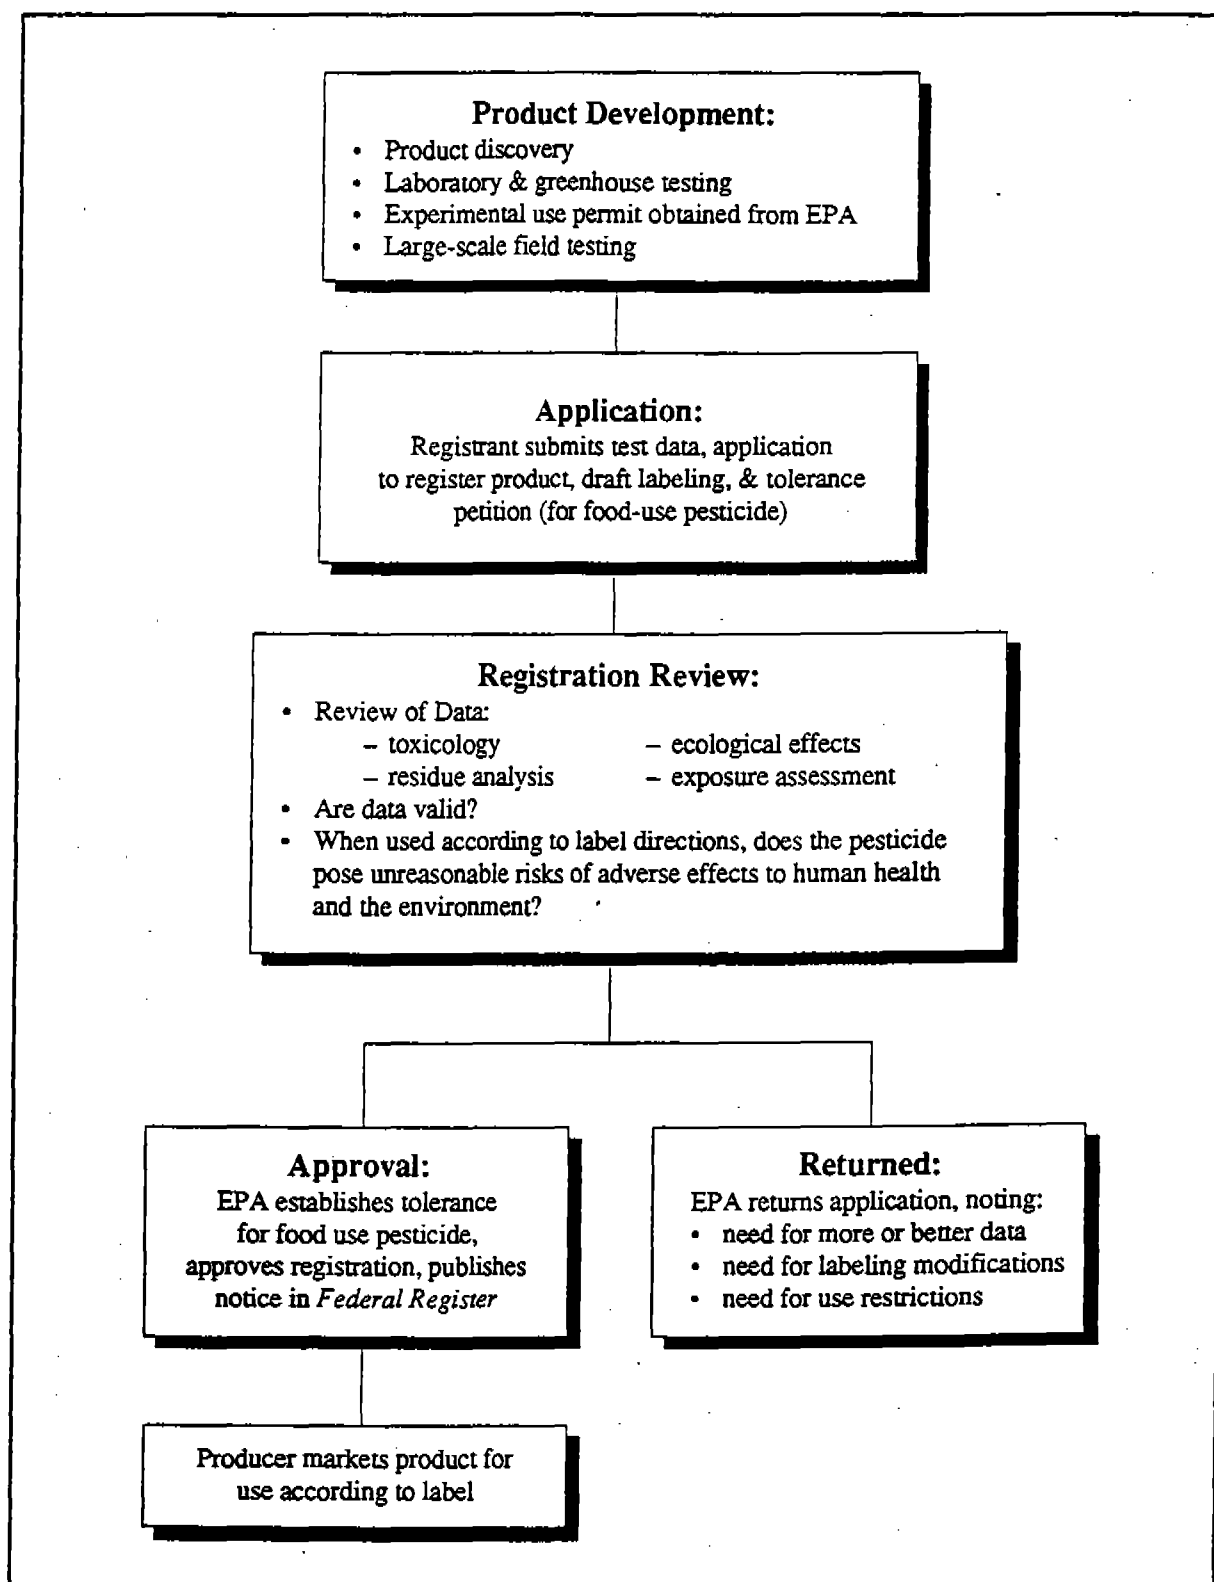 Product Development:
• Product discovery
• Laboratory & greenhouse testing
• Experimental use permit obtained from EPA
• Large-scale field testing
Application:
Registrant submits test data, application
to register product, draft labeling, & tolerance
petition (for food-use pesticide)
Registration Review:
• Review of Data:
– toxicology – ecological effects
– residue analysis – exposure assessment
• Are data valid?
• When used according to label directions, does the pesticide
pose unreasonable risks of adverse effects to human health
and the environment?
Approval:
EPA establishes tolerance
for food use pesticide,
approves registration, publishes
notice in Federal Register
Returned:
EPA returns application, noting:
• need for more or better data
• need for labeling modifications
• need for use restrictions
Producer markets product for
use according to label